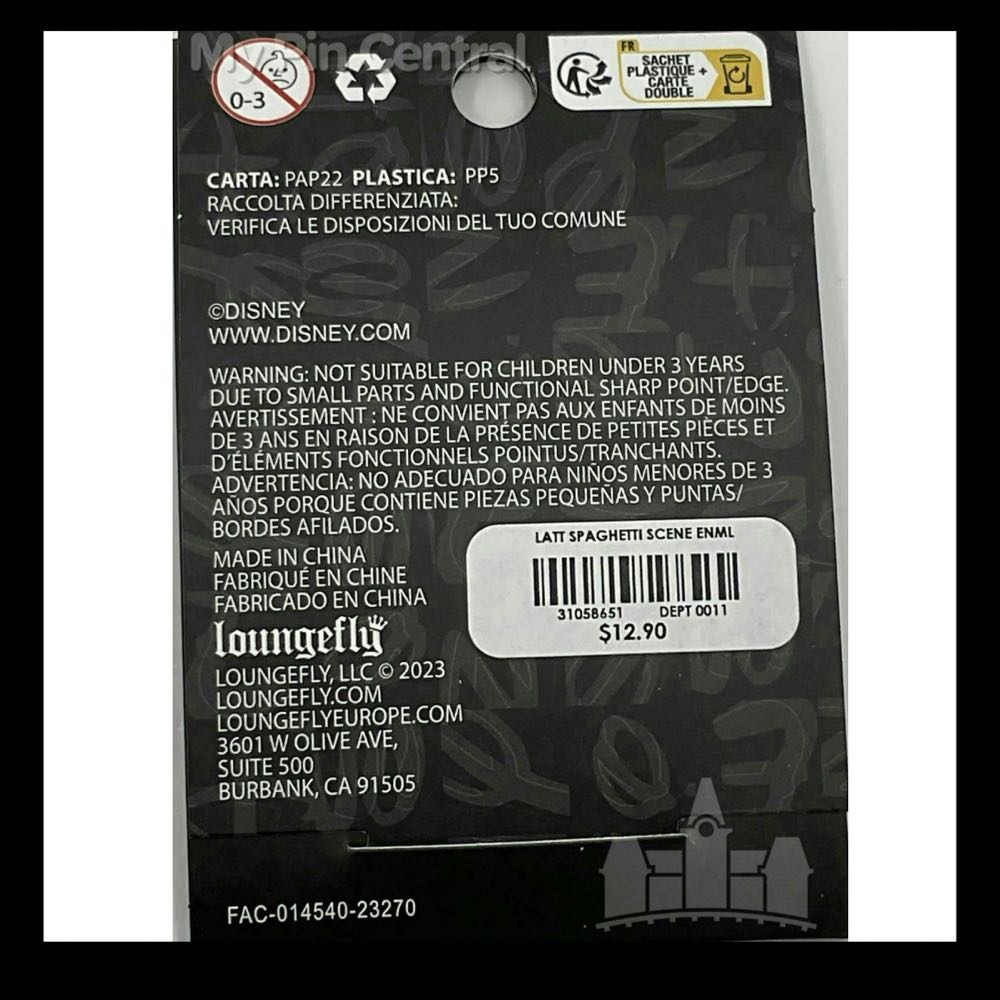 My Pin Central
0-3
FR
SACHET
PLASTIQUE +
CARTE
DOUBLE
CARTA: PAP22 PLASTICA: PP5
RACCOLTA DIFFERENZIATA:
VERIFICA LE DISPOSIZIONI DEL TUO COMUNE
©DISNEY
WWW.DISNEY.COM
WARNING: NOT SUITABLE FOR CHILDREN UNDER 3 YEARS
DUE TO SMALL PARTS AND FUNCTIONAL SHARP POINT/EDGE.
AVERTISSEMENT : NE CONVIENT PAS AUX ENFANTS DE MOINS
DE 3 ANS EN RAISON DE LA PRÉSENCE DE PETITES PIÈCES ET
D'ÉLÉMENTS FONCTIONNELS POINTUS/TRANCHANTS.
ADVERTENCIA: NO ADECUADO PARA NIÑOS MENORES DE 3
AÑOS PORQUE CONTIENE PIEZAS PEQUEÑAS Y PUNTAS/
BORDES AFILADOS.
MADE IN CHINA
FABRIQUÉ EN CHINE
FABRICADO EN CHINA
LATT SPAGHETTI SCENE ENML
31058651 DEPT 0011
$12.90
loungefly
LOUNGEFLY, LLC © 2023
LOUNGEFLY.COM
LOUNGEFLYEUROPE.COM
3601 W OLIVE AVE,
SUITE 500
BURBANK, CA 91505
FAC-014540-23270